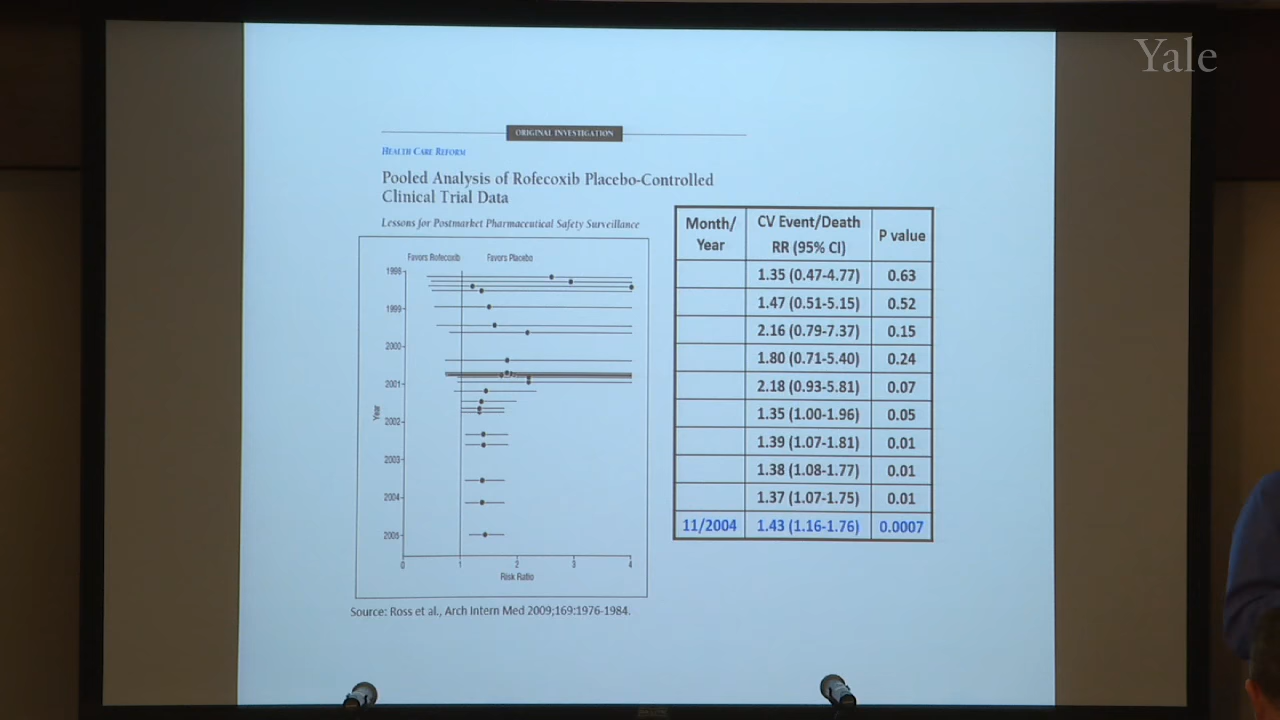 Yale
ORIGINAL INVESTIGATION
HEALTH CARE REFORM
Pooled Analysis of Rofecoxib Placebo-Controlled
Clinical Trial Data
Lessons for Postmarket Pharmaceutical Safety Surveillance
Favors Rofecoxib Favors Placebo
1998
1999
2000
2001
2002
2003
2004
2005
Year
0 1 2 3 4
Risk Ratio
Source: Ross et al., Arch Intern Med 2009;169:1976-1984.
Month/ CV Event/Death P value
Year RR (95% CI)
1.35 (0.47-4.77) 0.63
1.47 (0.51-5.15) 0.52
2.16 (0.79-7.37) 0.15
1.80 (0.71-5.40) 0.24
2.18 (0.93-5.81) 0.07
1.35 (1.00-1.96) 0.05
1.39 (1.07-1.81) 0.01
1.38 (1.08-1.77) 0.01
1.37 (1.07-1.75) 0.01
11/2004 1.43 (1.16-1.76) 0.0007